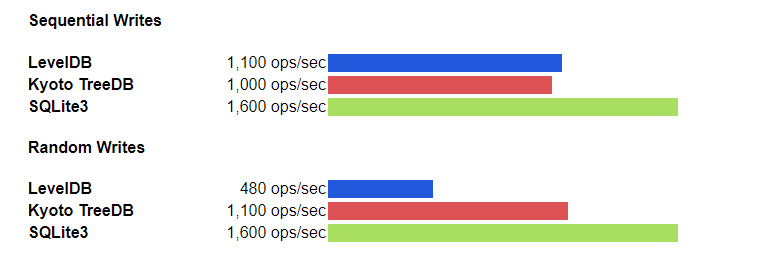 Sequential Writes
LevelDB 1,100 ops/sec
Kyoto TreeDB 1,000 ops/sec
SQLite3 1,600 ops/sec
Random Writes
LevelDB 480 ops/sec
Kyoto TreeDB 1,100 ops/sec
SQLite3 1,600 ops/sec